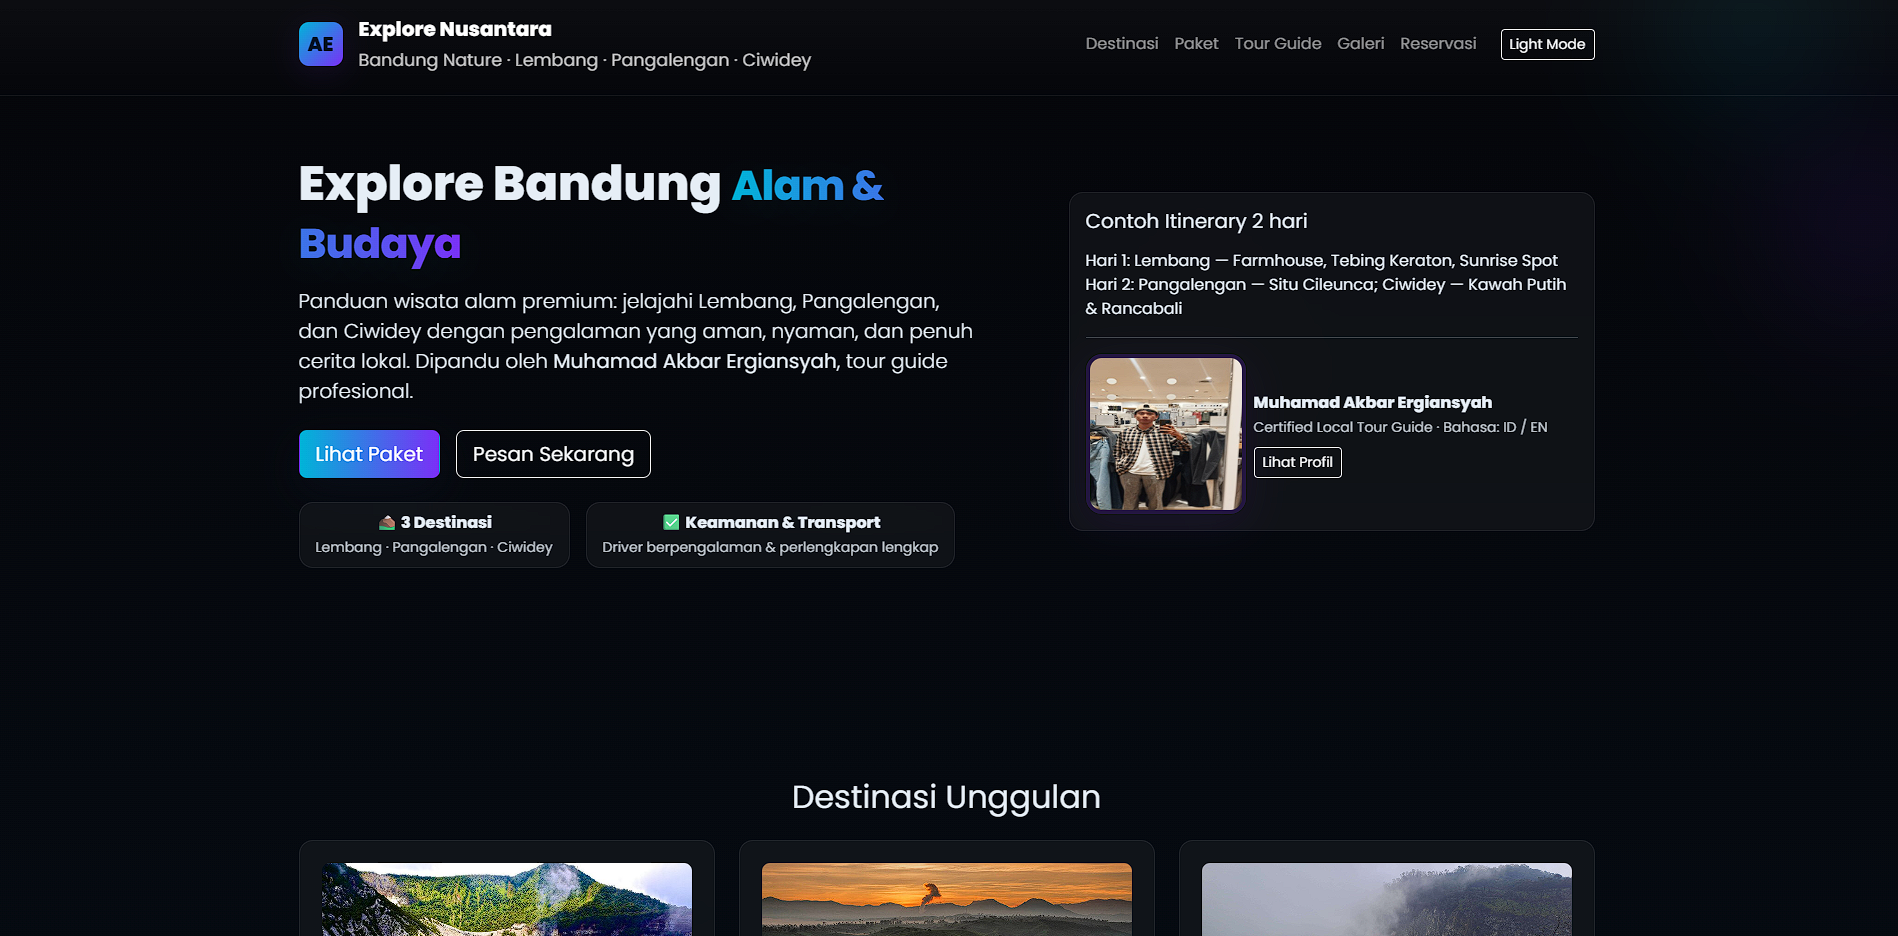 AE
Explore Nusantara
Bandung Nature · Lembang · Pangalengan · Ciwidey
Destinasi Paket Tour Guide Galeri Reservasi Light Mode
Explore Bandung Alam &
Budaya
Panduan wisata alam premium: jelajahi Lembang, Pangalengan,
dan Ciwidey dengan pengalaman yang aman, nyaman, dan penuh
cerita lokal. Dipandu oleh Muhamad Akbar Ergiansyah, tour guide
profesional.
Lihat Paket Pesan Sekarang
3 Destinasi
Lembang · Pangalengan · Ciwidey
✅ Keamanan & Transport
Driver berpengalaman & perlengkapan lengkap
Contoh Itinerary 2 hari
Hari 1: Lembang — Farmhouse, Tebing Keraton, Sunrise Spot
Hari 2: Pangalengan — Situ Cileunca; Ciwidey — Kawah Putih
& Rancabali
Muhamad Akbar Ergiansyah
Certified Local Tour Guide · Bahasa: ID / EN
Lihat Profil
Destinasi Unggulan